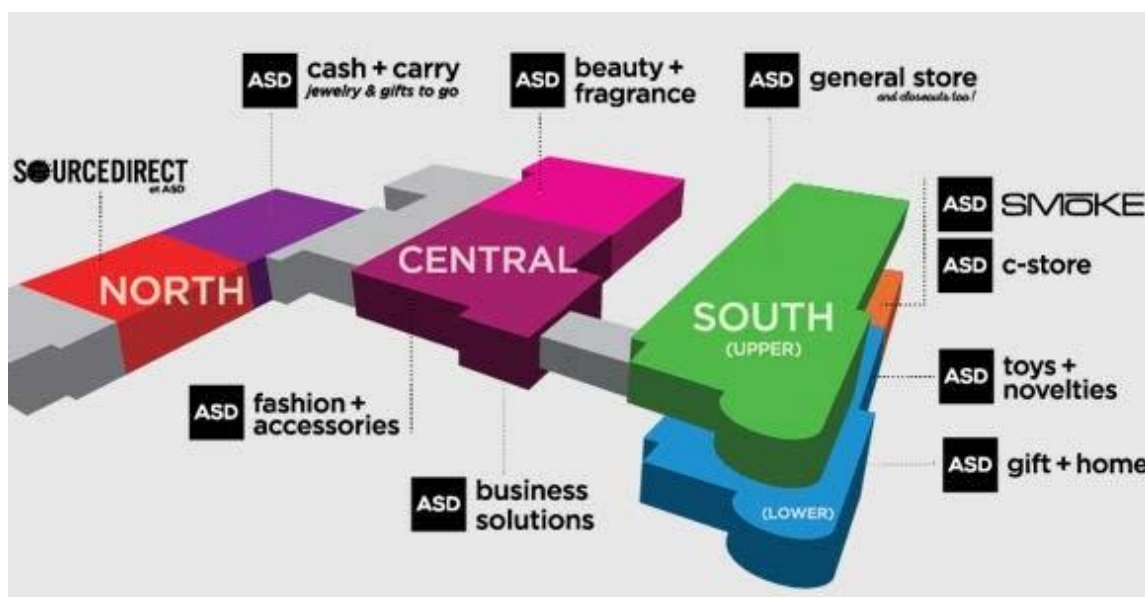 ASD cash + carry
jewelry & gifts to go
ASD beauty +
fragrance
ASD general store
and closeouts too!
SOURCEDIRECT
at ASD
ASD SMōKE
ASD c-store
NORTH
CENTRAL
SOUTH
(UPPER)
ASD toys +
novelties
ASD fashion +
accessories
ASD gift + home
ASD business
solutions
(LOWER)